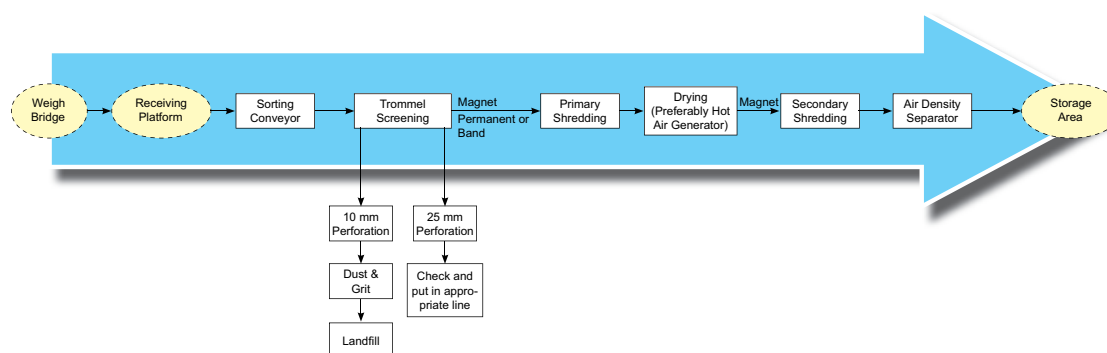 Weigh
Bridge
Receiving
Platform
Sorting
Conveyor
Trommel
Screening
Magnet
Permanent or
Band
Primary
Shredding
Drying
(Preferably Hot
Air Generator)
Magnet
Secondary
Shredding
Air Density
Separator
Storage
Area
10 mm
Perforation
25 mm
Perforation
Dust &
Grit
Check and
put in appro-
priate line
Landfill